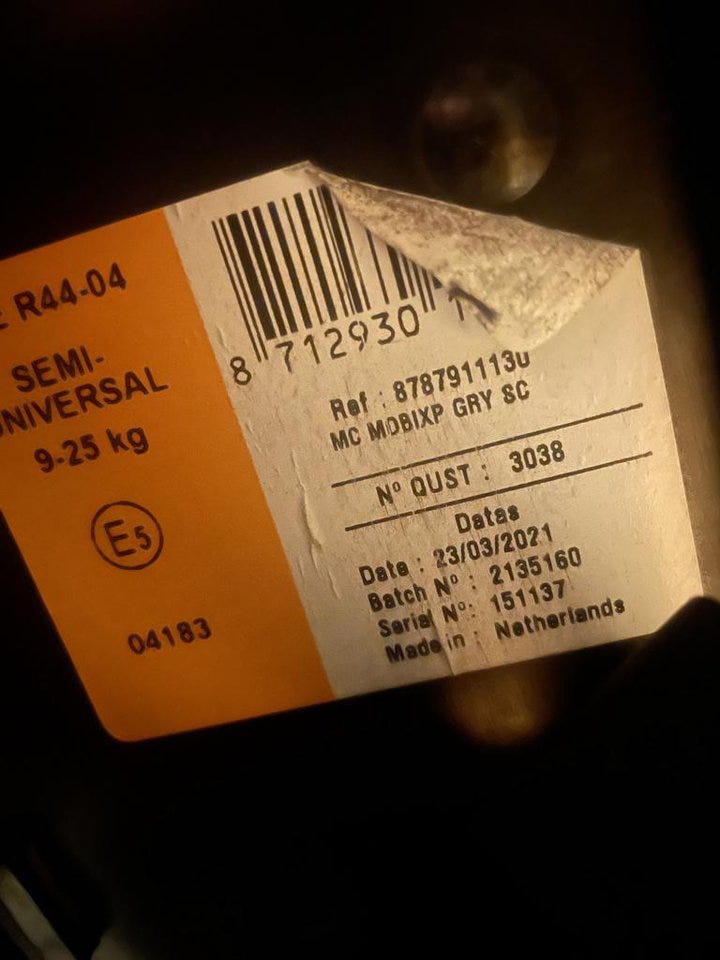 R44-04
SEMI-
UNIVERSAL
9-25 kg
E5
04183
8 712930
Ref : 8787911130
MC MOBIXP GRY SC
Nº QUST : 3038
Datas
Date : 23/03/2021
Batch Nº : 2135160
Serial Nº : 151137
Made in : Netherlands